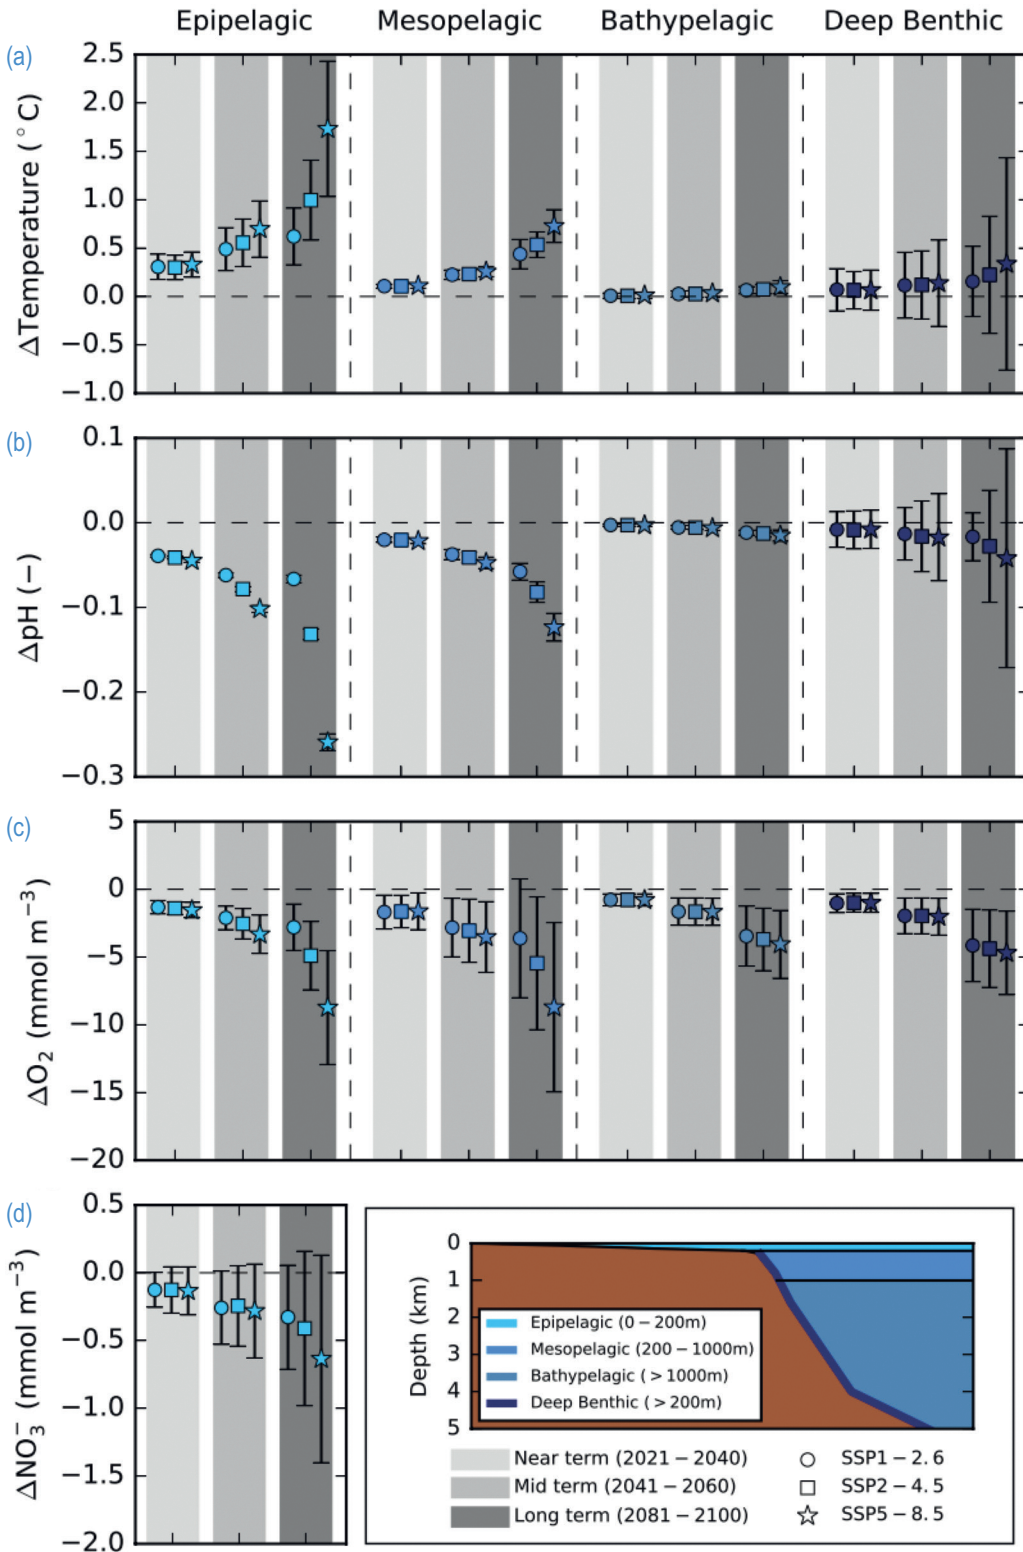 Epipelagic Mesopelagic Bathypelagic Deep Benthic
(a)
ΔTemperature (°C)
2.5
2.0
1.5
1.0
0.5
0.0
−0.5
−1.0
(b)
ΔpH (−)
0.1
0.0
−0.1
−0.2
−0.3
(c)
ΔO₂ (mmol m⁻³)
5
0
−5
−10
−15
−20
(d)
ΔNO₃⁻ (mmol m⁻³)
0.5
0.0
−0.5
−1.0
−1.5
−2.0
Depth (km)
0
1
2
3
4
5
Epipelagic (0−200m)
Mesopelagic (200−1000m)
Bathypelagic (>1000m)
Deep Benthic (>200m)
Near term (2021−2040) SSP1−2.6
Mid term (2041−2060) SSP2−4.5
Long term (2081−2100) SSP5−8.5